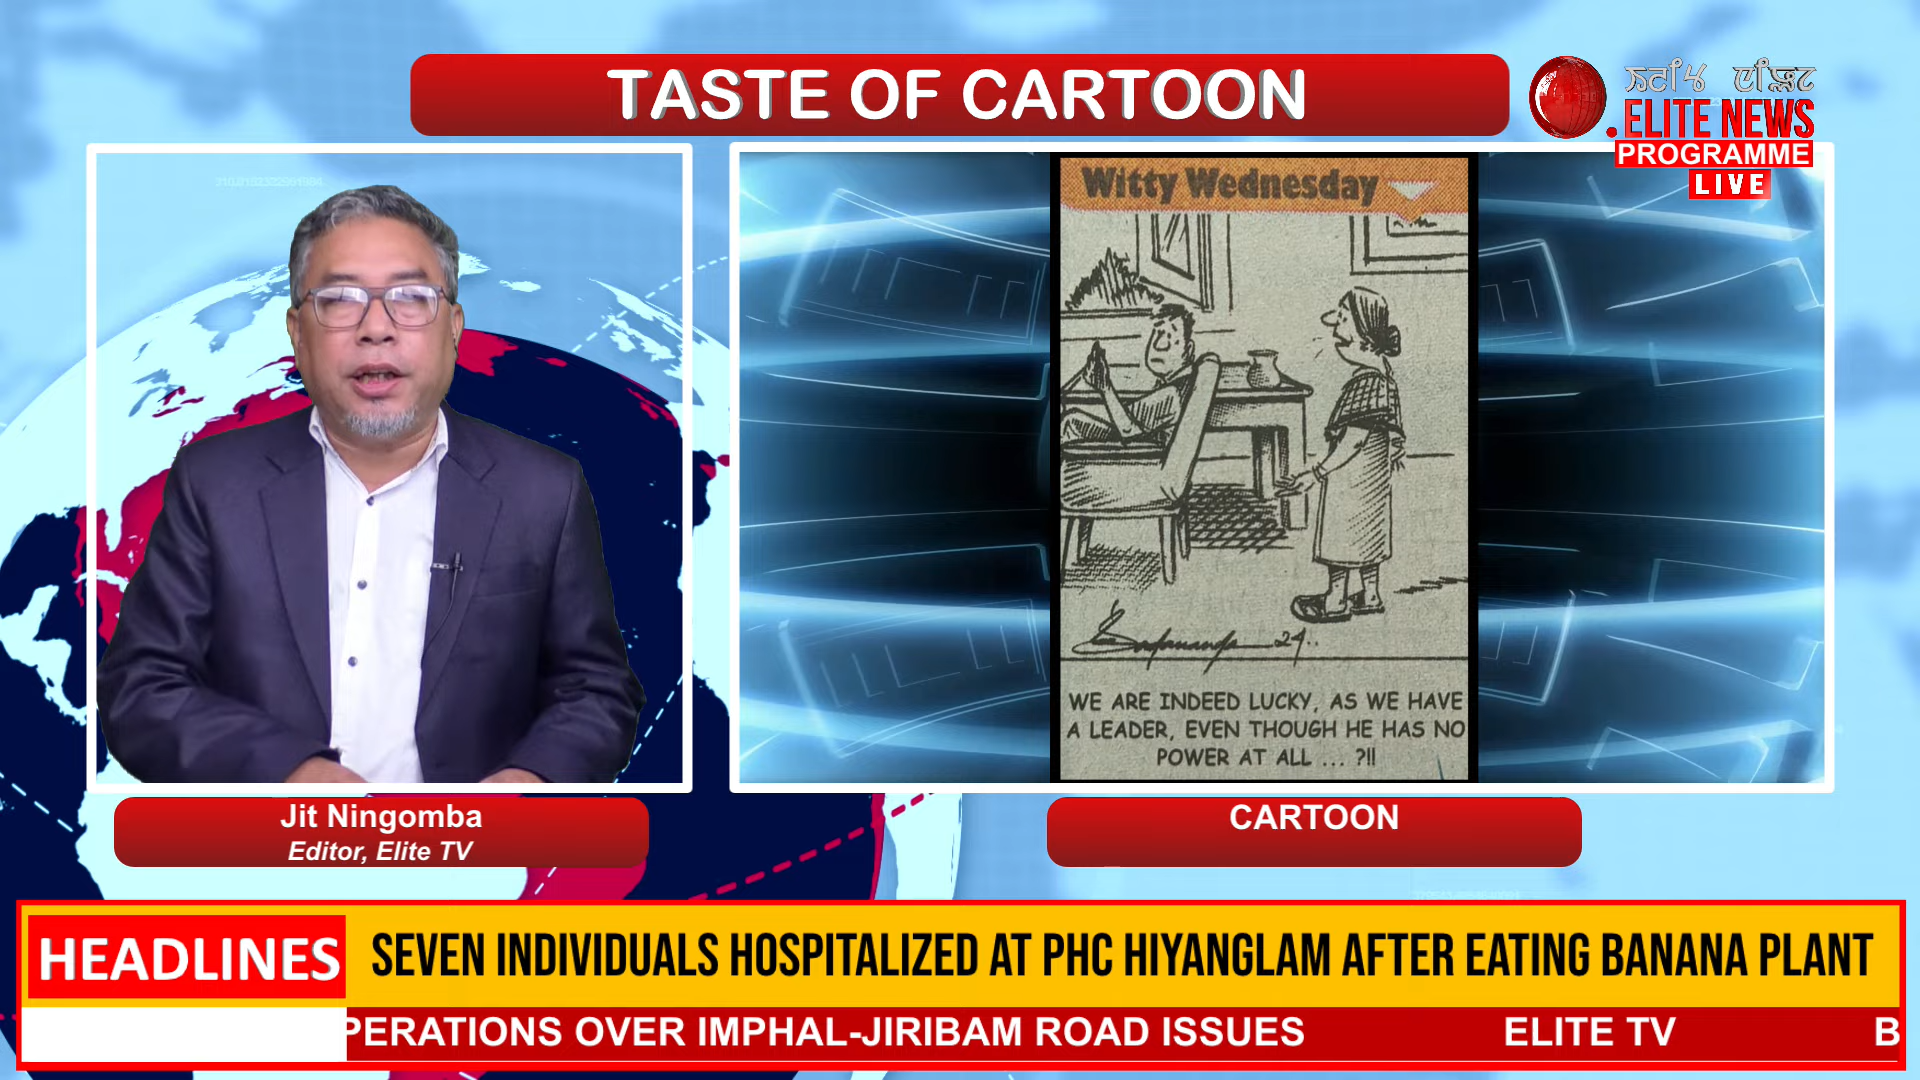 TASTE OF CARTOON
ELITE NEWS
PROGRAMME
LIVE
Witty Wednesday
24..
WE ARE INDEED LUCKY, AS WE HAVE
A LEADER, EVEN THOUGH HE HAS NO
POWER AT ALL ... ?!!
Jit Ningomba
Editor, Elite TV
CARTOON
HEADLINES
SEVEN INDIVIDUALS HOSPITALIZED AT PHC HIYANGLAM AFTER EATING BANANA PLANT
PERATIONS OVER IMPHAL-JIRIBAM ROAD ISSUES ELITE TV B